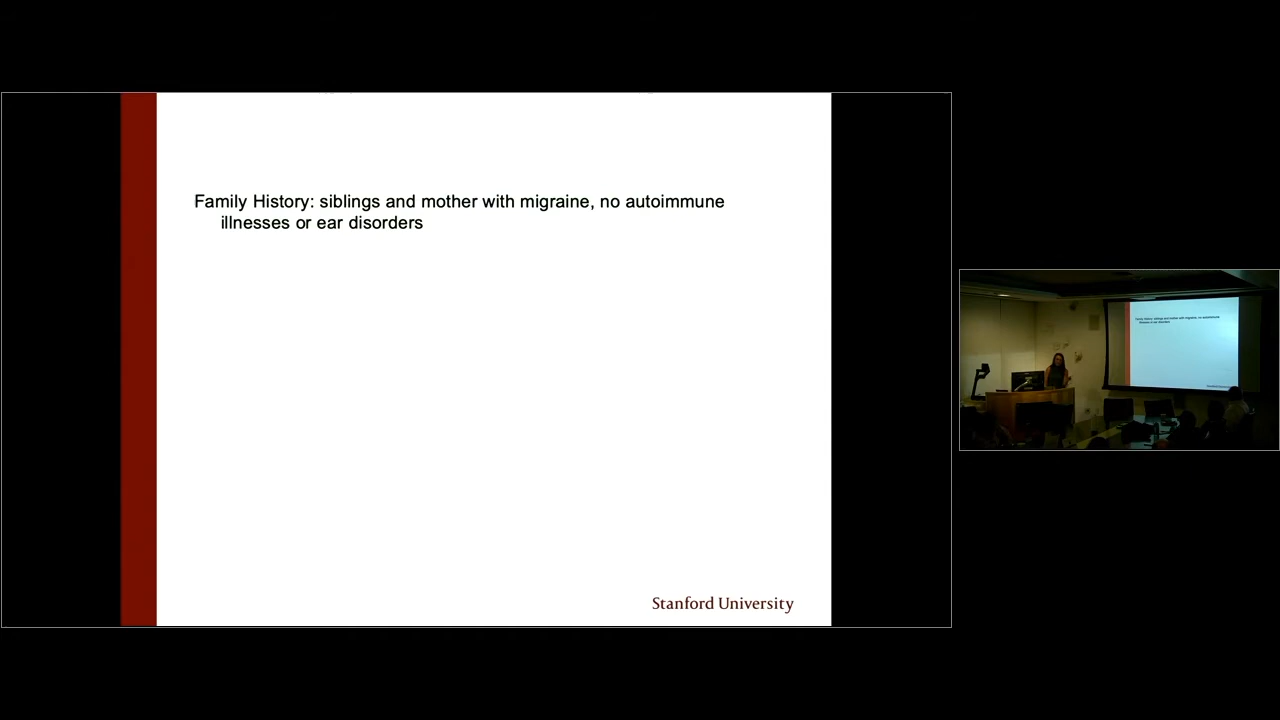 Family History: siblings and mother with migraine, no autoimmune
illnesses or ear disorders
Stanford University